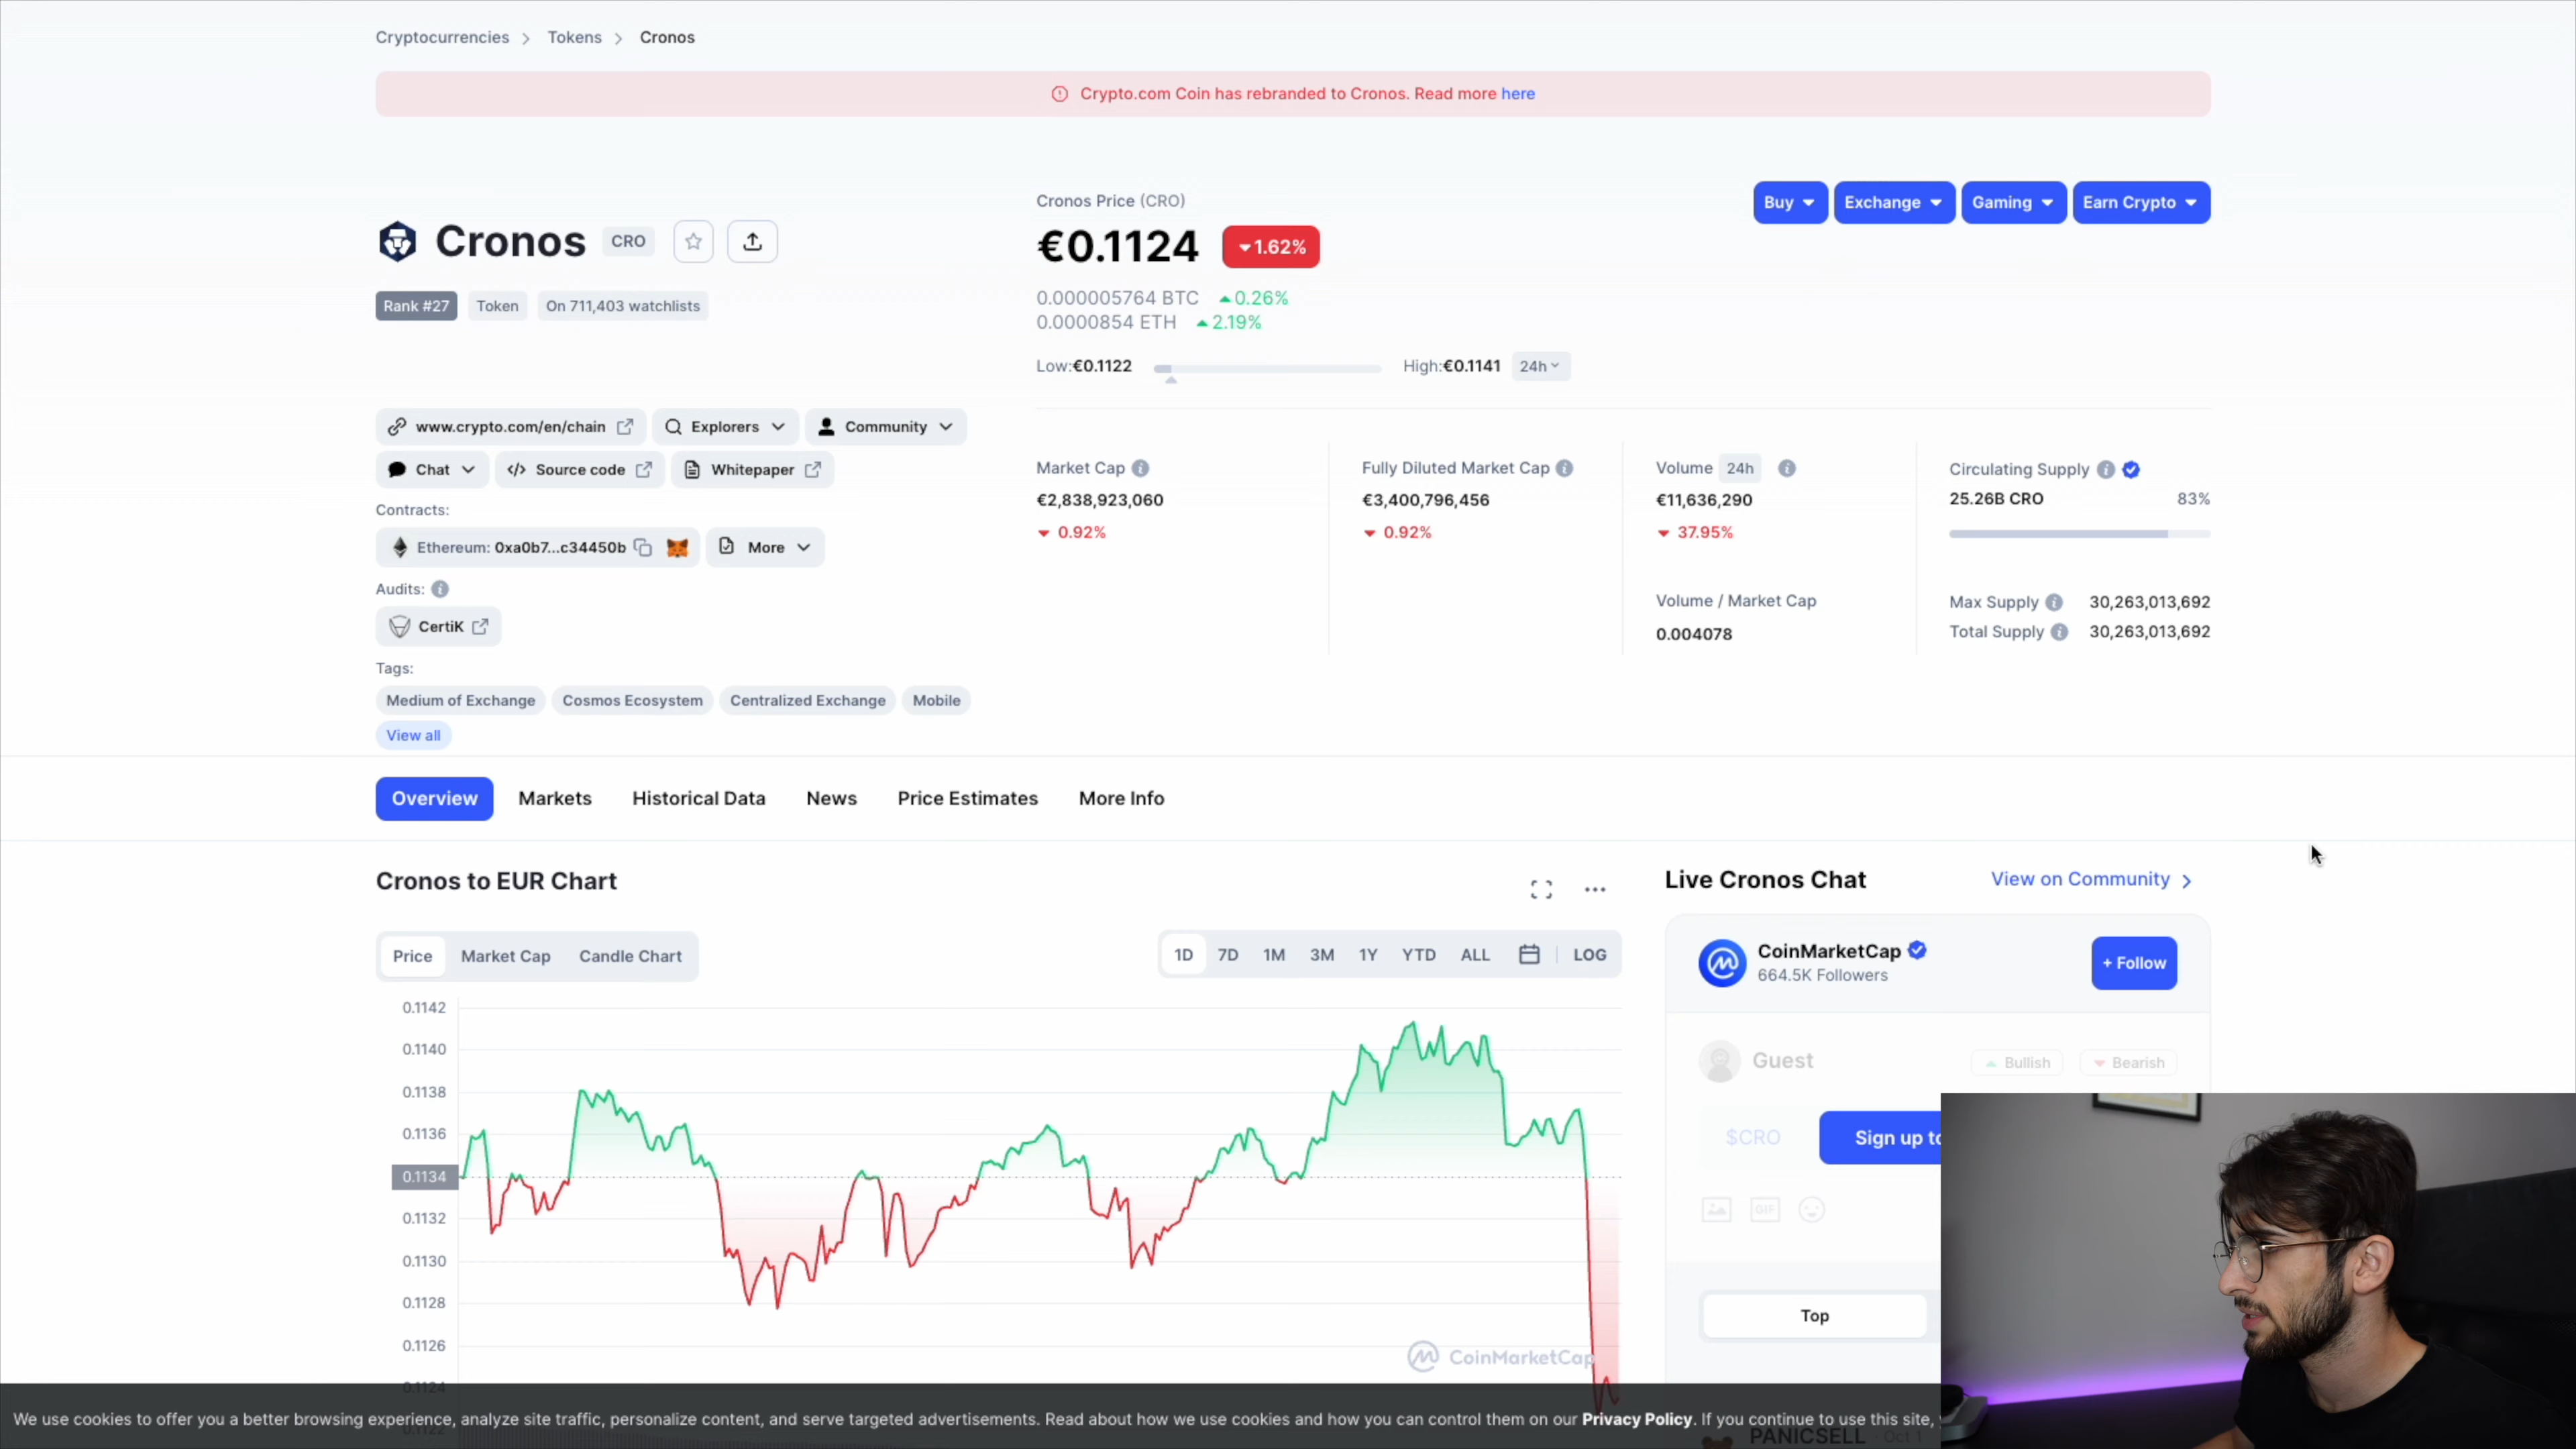 Cryptocurrencies > Tokens > Cronos
Crypto.com Coin has rebranded to Cronos. Read more here
Cronos CRO
Rank #27 Token On 711,403 watchlists
Cronos Price (CRO)
€0.1124 1.62%
0.000005764 BTC 0.26%
0.0000854 ETH 2.19%
Low:€0.1122 High:€0.1141 24h
Buy Exchange Gaming Earn Crypto
www.crypto.com/en/chain Explorers Community
Chat Source code Whitepaper
Contracts:
Ethereum: 0xa0b7...c34450b More
Audits:
CertiK
Tags:
Medium of Exchange Cosmos Ecosystem Centralized Exchange Mobile
View all
Market Cap
€2,838,923,060
0.92%
Fully Diluted Market Cap
€3,400,796,456
0.92%
Volume 24h
€11,636,290
37.95%
Volume / Market Cap
0.004078
Circulating Supply
25.26B CRO 83%
Max Supply 30,263,013,692
Total Supply 30,263,013,692
Overview Markets Historical Data News Price Estimates More Info
Cronos to EUR Chart
Price Market Cap Candle Chart
1D 7D 1M 3M 1Y YTD ALL LOG
0.1142
0.1140
0.1138
0.1136
0.1134
0.1132
0.1130
0.1128
0.1126
0.1124
0.1122
CoinMarketCap
Live Cronos Chat View on Community >
CoinMarketCap
664.5K Followers
+ Follow
Guest Bullish Bearish
$CRO Sign up to
GIF
Top
We use cookies to offer you a better browsing experience, analyze site traffic, personalize content, and serve targeted advertisements. Read about how we use cookies and how you can control them on our Privacy Policy. If you continue to use this site,
PANICSELL · Oct 1